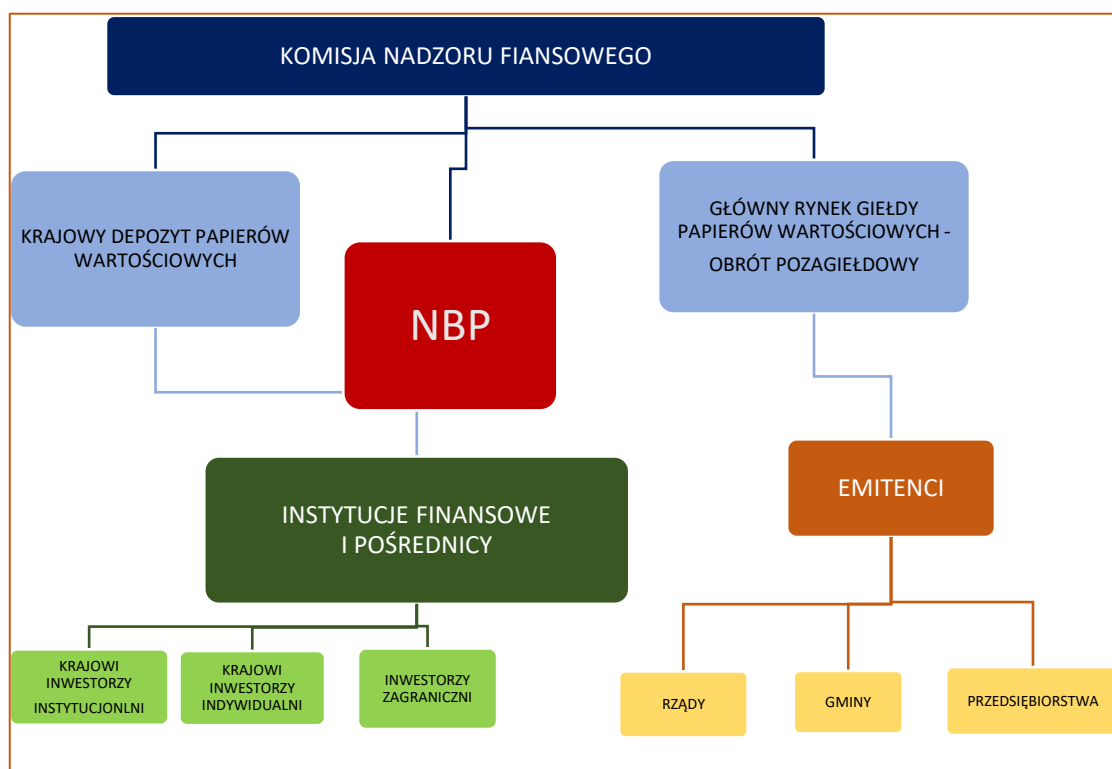 KOMISJA NADZORU FIANSOWEGO
KRAJOWY DEPOZYT PAPIERÓW
WARTOŚCIOWYCH
NBP
GŁÓWNY RYNEK GIEŁDY
PAPIERÓW WARTOŚCIOWYCH -
OBRÓT POZAGIEŁDOWY
INSTYTUCJE FINANSOWE
I POŚREDNICY
EMITENCI
KRAJOWI
INWESTORZY
INSTYTUCJONLNI
KRAJOWI
INWESTORZY
INDYWIDUALNI
INWESTORZY
ZAGRANICZNI
RZĄDY
GMINY
PRZEDSIĘBIORSTWA